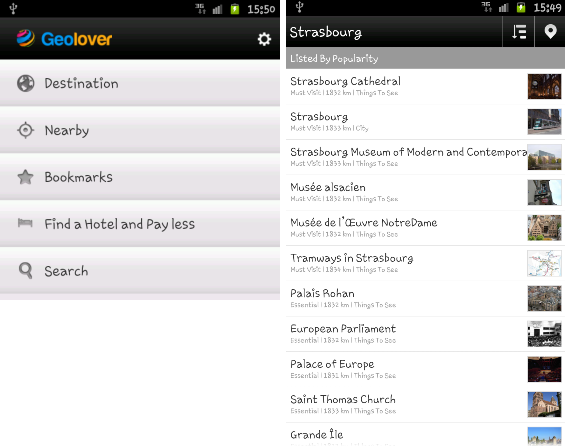 15:50
Geolover
Destination
Nearby
Bookmarks
Find a Hotel and Pay less
Search
15:49
Strasbourg
Listed By Popularity
Strasbourg Cathedral
Must Visit | 1832 km | Things To See
Strasbourg
Must Visit | 1833 km | City
Strasbourg Museum of Modern and Contempora
Must Visit | 1833 km | Things To See
Musée alsacien
Must Visit | 1832 km | Things To See
Musée de l'Œuvre NotreDame
Must Visit | 1832 km | Things To See
Tramways in Strasbourg
Must Visit | 1834 km | Things To See
Palais Rohan
Essential | 1832 km | Things To See
European Parliament
Essential | 1832 km | Things To See
Palace of Europe
Essential | 1831 km | Things To See
Saint Thomas Church
Essential | 1833 km | Things To See
Grande Île